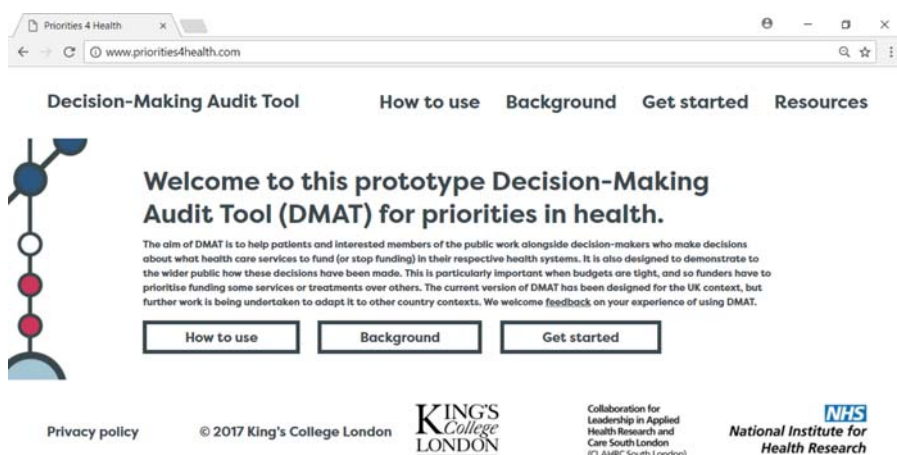 Priorities 4 Health
www.priorities4health.com
Decision-Making Audit Tool
How to use
Background
Get started
Resources
Welcome to this prototype Decision-Making
Audit Tool (DMAT) for priorities in health.
The aim of DMAT is to help patients and interested members of the public work alongside decision-makers who make decisions
about what health care services to fund (or stop funding) in their respective health systems. It is also designed to demonstrate to
the wider public how these decisions have been made. This is particularly important when budgets are tight, and so funders have to
prioritise funding some services or treatments over others. The current version of DMAT has been designed for the UK context, but
further work is being undertaken to adapt it to other country contexts. We welcome feedback on your experience of using DMAT.
How to use
Background
Get started
Privacy policy
© 2017 King's College London
KING'S
College
LONDON
Collaboration for
Leadership in Applied
Health Research and
Care South London
(CLAHRC South London)
NHS
National Institute for
Health Research